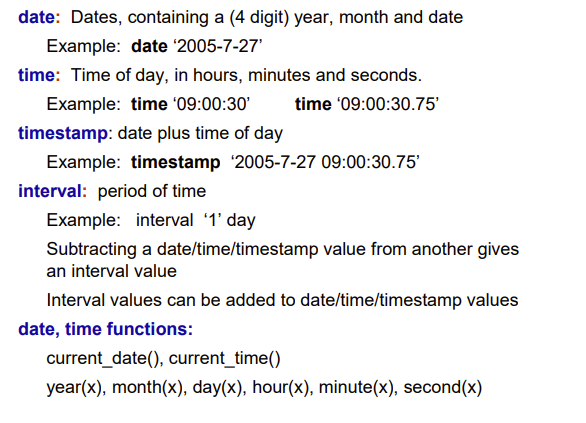 date:  Dates, containing a (4 digit) year, month and date
Example:  date ‘2005-7-27’
time:  Time of day, in hours, minutes and seconds.
Example:  time ‘09:00:30’  time ‘09:00:30.75’
timestamp: date plus time of day
Example:  timestamp  ‘2005-7-27 09:00:30.75’
interval:  period of time
Example:  interval  ‘1’ day
Subtracting a date/time/timestamp value from another gives
an interval value
Interval values can be added to date/time/timestamp values
date, time functions:
current_date(), current_time()
year(x), month(x), day(x), hour(x), minute(x), second(x)